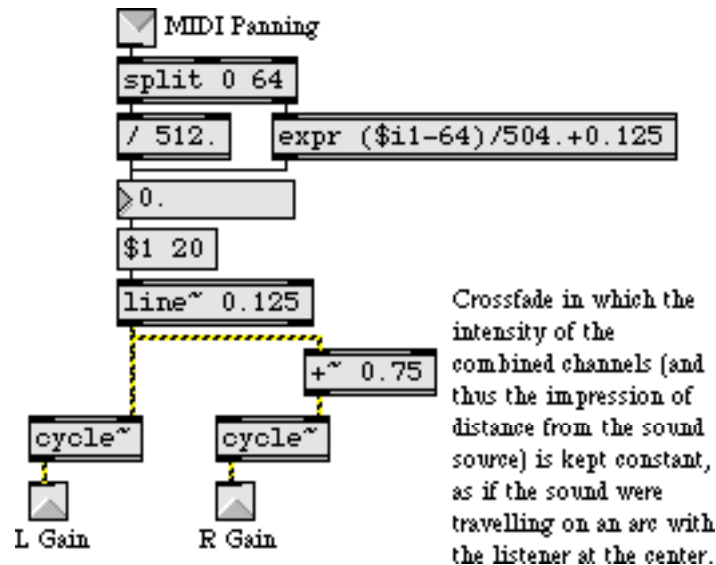 MIDI Panning
split 0 64
/ 512.
expr ($i1-64)/504.+0.125
0.
$1 20
line~ 0.125
+~ 0.75
cycle~
cycle~
L Gain
R Gain
Crossfade in which the
intensity of the
combined channels (and
thus the impression of
distance from the sound
source) is kept constant,
as if the sound were
travelling on an arc with
the listener at the center.